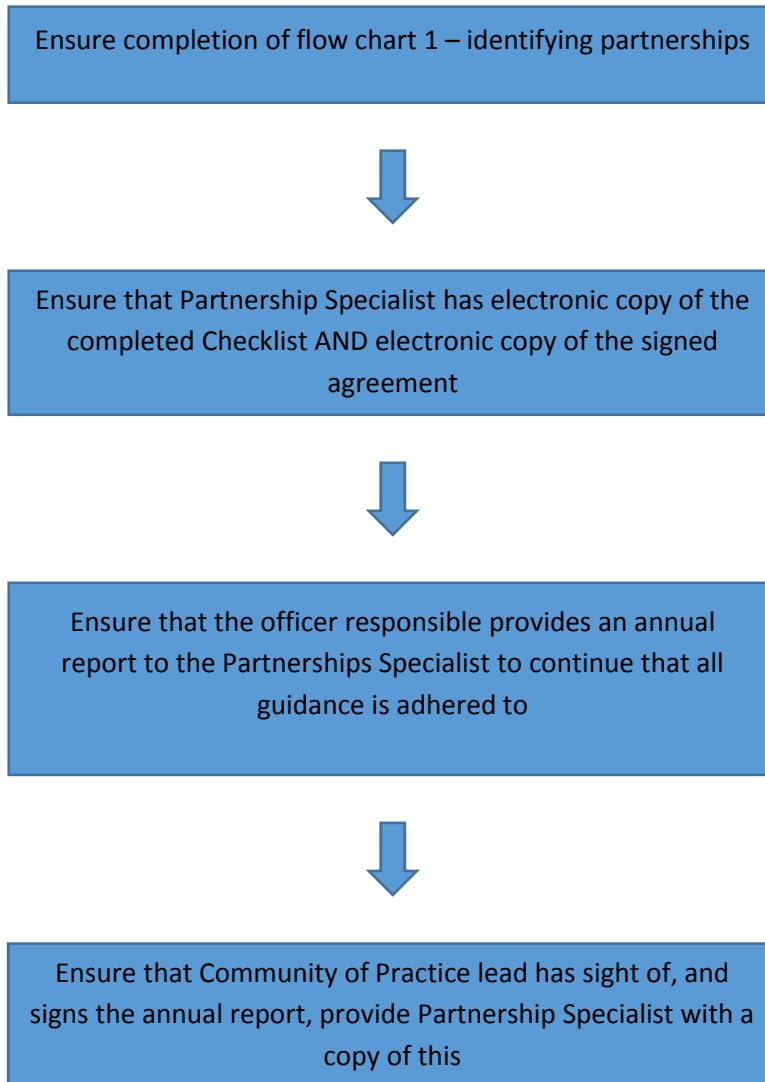 Ensure completion of flow chart 1 – identifying partnerships
Ensure that Partnership Specialist has electronic copy of the
completed Checklist AND electronic copy of the signed
agreement
Ensure that the officer responsible provides an annual
report to the Partnerships Specialist to continue that all
guidance is adhered to
Ensure that Community of Practice lead has sight of, and
signs the annual report, provide Partnership Specialist with a
copy of this